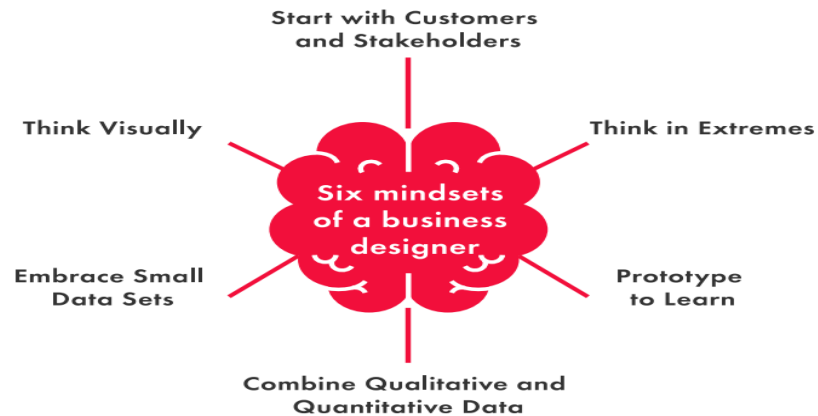 Start with Customers
and Stakeholders
Think Visually
Think in Extremes
Six mindsets
of a business
designer
Embrace Small
Data Sets
Prototype
to Learn
Combine Qualitative and
Quantitative Data